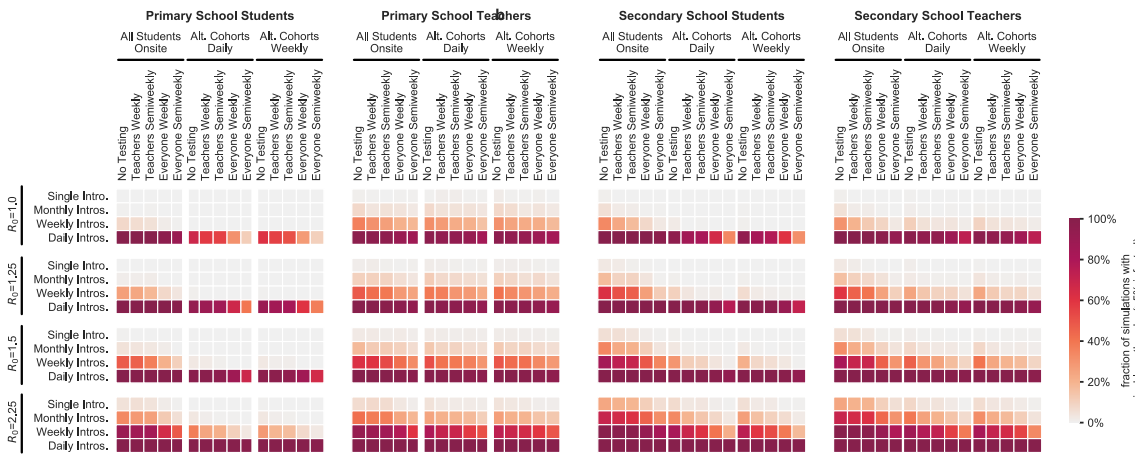 Primary School Students
Primary School Teachers
b
Secondary School Students
Secondary School Teachers
All Students Onsite
Alt. Cohorts Daily
Alt. Cohorts Weekly
All Students Onsite
Alt. Cohorts Daily
Alt. Cohorts Weekly
All Students Onsite
Alt. Cohorts Daily
Alt. Cohorts Weekly
All Students Onsite
Alt. Cohorts Daily
Alt. Cohorts Weekly
No Testing
Teachers Weekly
Teachers Semiweekly
Everyone Weekly
Everyone Semiweekly
No Testing
Teachers Weekly
Teachers Semiweekly
Everyone Weekly
Everyone Semiweekly
No Testing
Teachers Weekly
Teachers Semiweekly
Everyone Weekly
Everyone Semiweekly
No Testing
Teachers Weekly
Teachers Semiweekly
Everyone Weekly
Everyone Semiweekly
No Testing
Teachers Weekly
Teachers Semiweekly
Everyone Weekly
Everyone Semiweekly
No Testing
Teachers Weekly
Teachers Semiweekly
Everyone Weekly
Everyone Semiweekly
No Testing
Teachers Weekly
Teachers Semiweekly
Everyone Weekly
Everyone Semiweekly
No Testing
Teachers Weekly
Teachers Semiweekly
Everyone Weekly
Everyone Semiweekly
No Testing
Teachers Weekly
Teachers Semiweekly
Everyone Weekly
Everyone Semiweekly
No Testing
Teachers Weekly
Teachers Semiweekly
Everyone Weekly
Everyone Semiweekly
No Testing
Teachers Weekly
Teachers Semiweekly
Everyone Weekly
Everyone Semiweekly
No Testing
Teachers Weekly
Teachers Semiweekly
Everyone Weekly
Everyone Semiweekly
R₀=1.0
Single Intro.
Monthly Intros.
Weekly Intros.
Daily Intros.
R₀=1.25
Single Intro.
Monthly Intros.
Weekly Intros.
Daily Intros.
R₀=1.5
Single Intro.
Monthly Intros.
Weekly Intros.
Daily Intros.
R₀=2.25
Single Intro.
Monthly Intros.
Weekly Intros.
Daily Intros.
100%
80%
60%
40%
20%
0%
fraction of simulations with